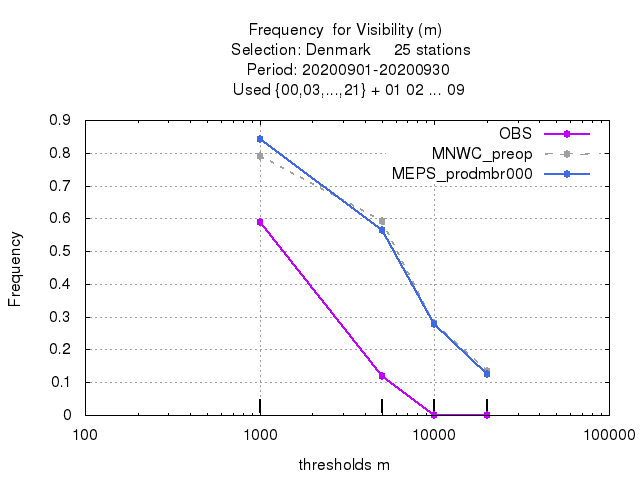 Frequency  for Visibility (m)
Selection: Denmark     25 stations
Period: 20200901-20200930
Used {00,03,...,21} + 01 02 ... 09
OBS
MNWC_preop
MEPS_prodmbr000
Frequency
0.9
0.8
0.7
0.6
0.5
0.4
0.3
0.2
0.1
0
100
1000
10000
100000
thresholds m